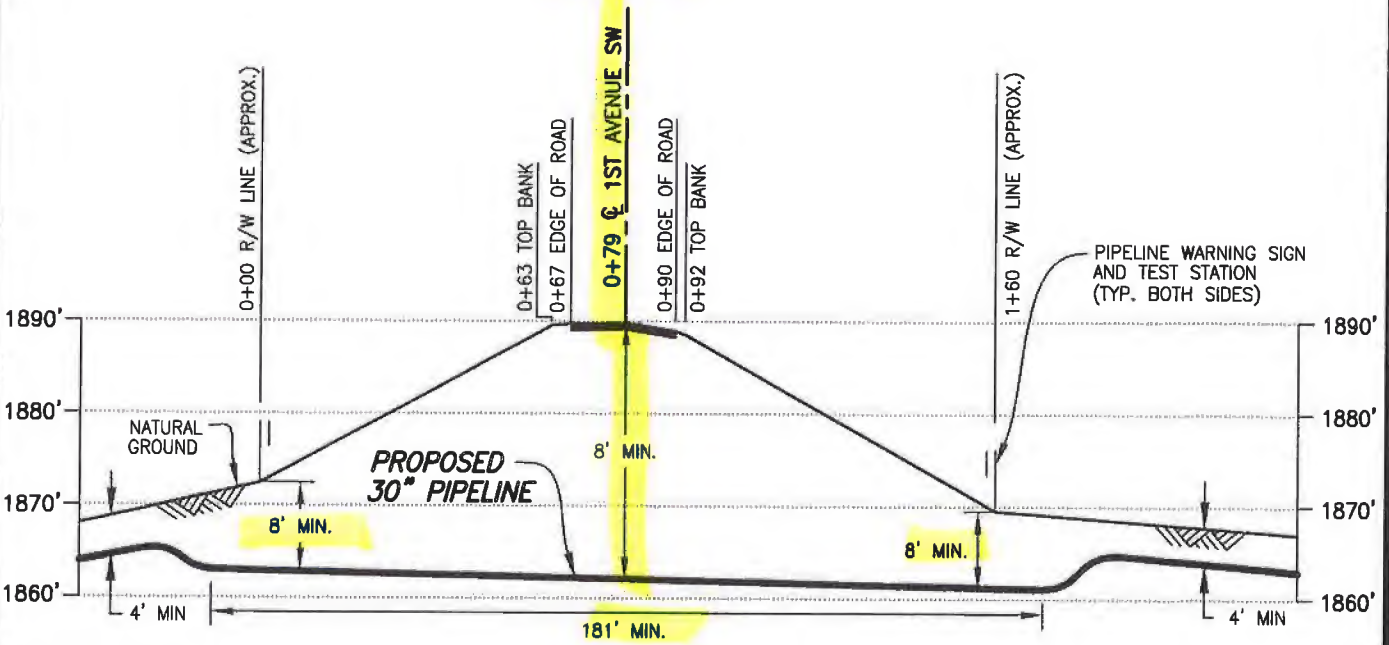 0+00 R/W LINE (APPROX.)
0+63 TOP BANK
0+67 EDGE OF ROAD
0+79 ℄ 1ST AVENUE SW
0+90 EDGE OF ROAD
0+92 TOP BANK
1+60 R/W LINE (APPROX.)
PIPELINE WARNING SIGN
AND TEST STATION
(TYP. BOTH SIDES)
1890'
1890'
1880'
1880'
NATURAL
GROUND
PROPOSED
30" PIPELINE
8' MIN.
1870'
1870'
8' MIN.
8' MIN.
1860'
1860'
4' MIN
4' MIN
181' MIN.